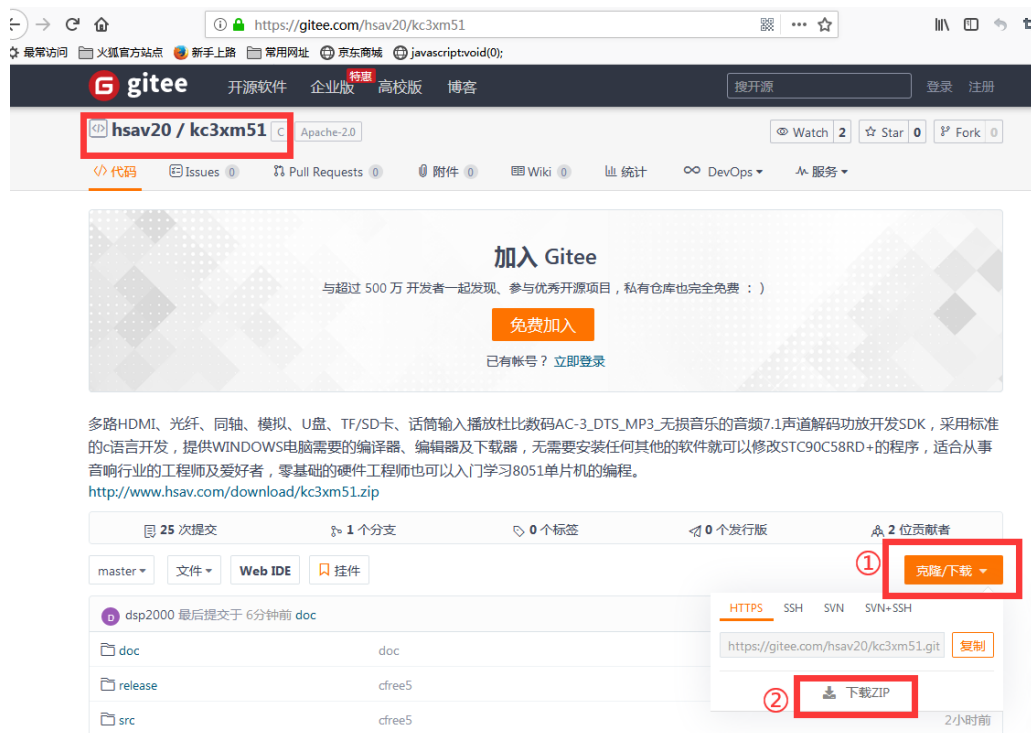 https://gitee.com/hsav20/kc3xm51
最常访问 火狐官方站点 新手上路 常用网址 京东商城 javascript:void(0);
G gitee 开源软件 企业版 特惠 高校版 博客 搜开源 登录 注册
hsav20 / kc3xm51 C Apache-2.0 Watch 2 Star 0 Fork 0
代码 Issues 0 Pull Requests 0 附件 0 Wiki 0 统计 DevOps 服务
加入 Gitee
与超过 500 万 开发者一起发现、参与优秀开源项目，私有仓库也完全免费 ：）
免费加入
已有帐号？ 立即登录
多路HDMI、光纤、同轴、模拟、U盘、TF/SD卡、话筒输入播放杜比数码AC-3_DTS_MP3_无损音乐的音频7.1声道解码功放开发SDK，采用标准
的c语言开发，提供WINDOWS电脑需要的编译器、编辑器及下载器，无需要安装任何其他的软件就可以修改STC90C58RD+的程序，适合从事
音响行业的工程师及爱好者，零基础的硬件工程师也可以入门学习8051单片机的编程。
http://www.hsav.com/download/kc3xm51.zip
25 次提交 1 个分支 0 个标签 0 个发行版 2 位贡献者
master 文件 Web IDE 挂件 ① 克隆/下载
HTTPS SSH SVN SVN+SSH
D dsp2000 最后提交于 6分钟前 doc
https://gitee.com/hsav20/kc3xm51.git 复制
doc doc
release cfree5 ② 下载ZIP
src cfree5 2小时前